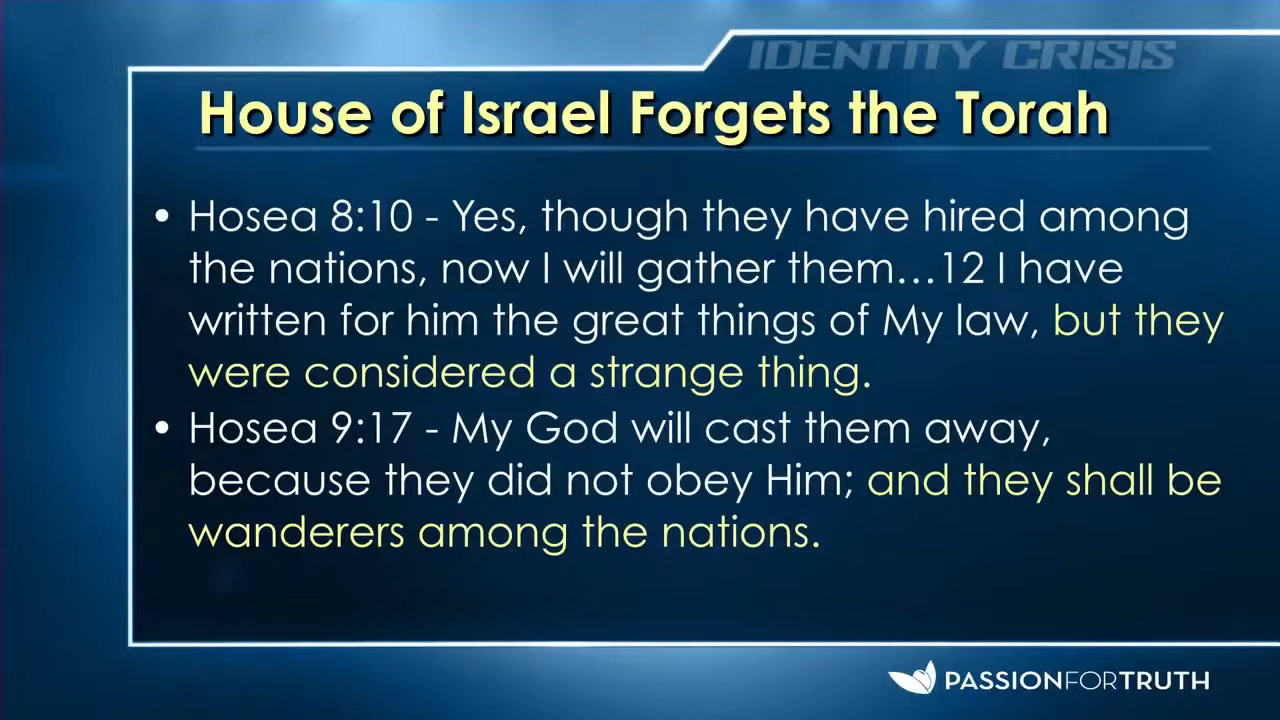 IDENTITY CRISIS
House of Israel Forgets the Torah
• Hosea 8:10 - Yes, though they have hired among
the nations, now I will gather them…12 I have
written for him the great things of My law, but they
were considered a strange thing.
• Hosea 9:17 - My God will cast them away,
because they did not obey Him; and they shall be
wanderers among the nations.
PASSIONFORTRUTH